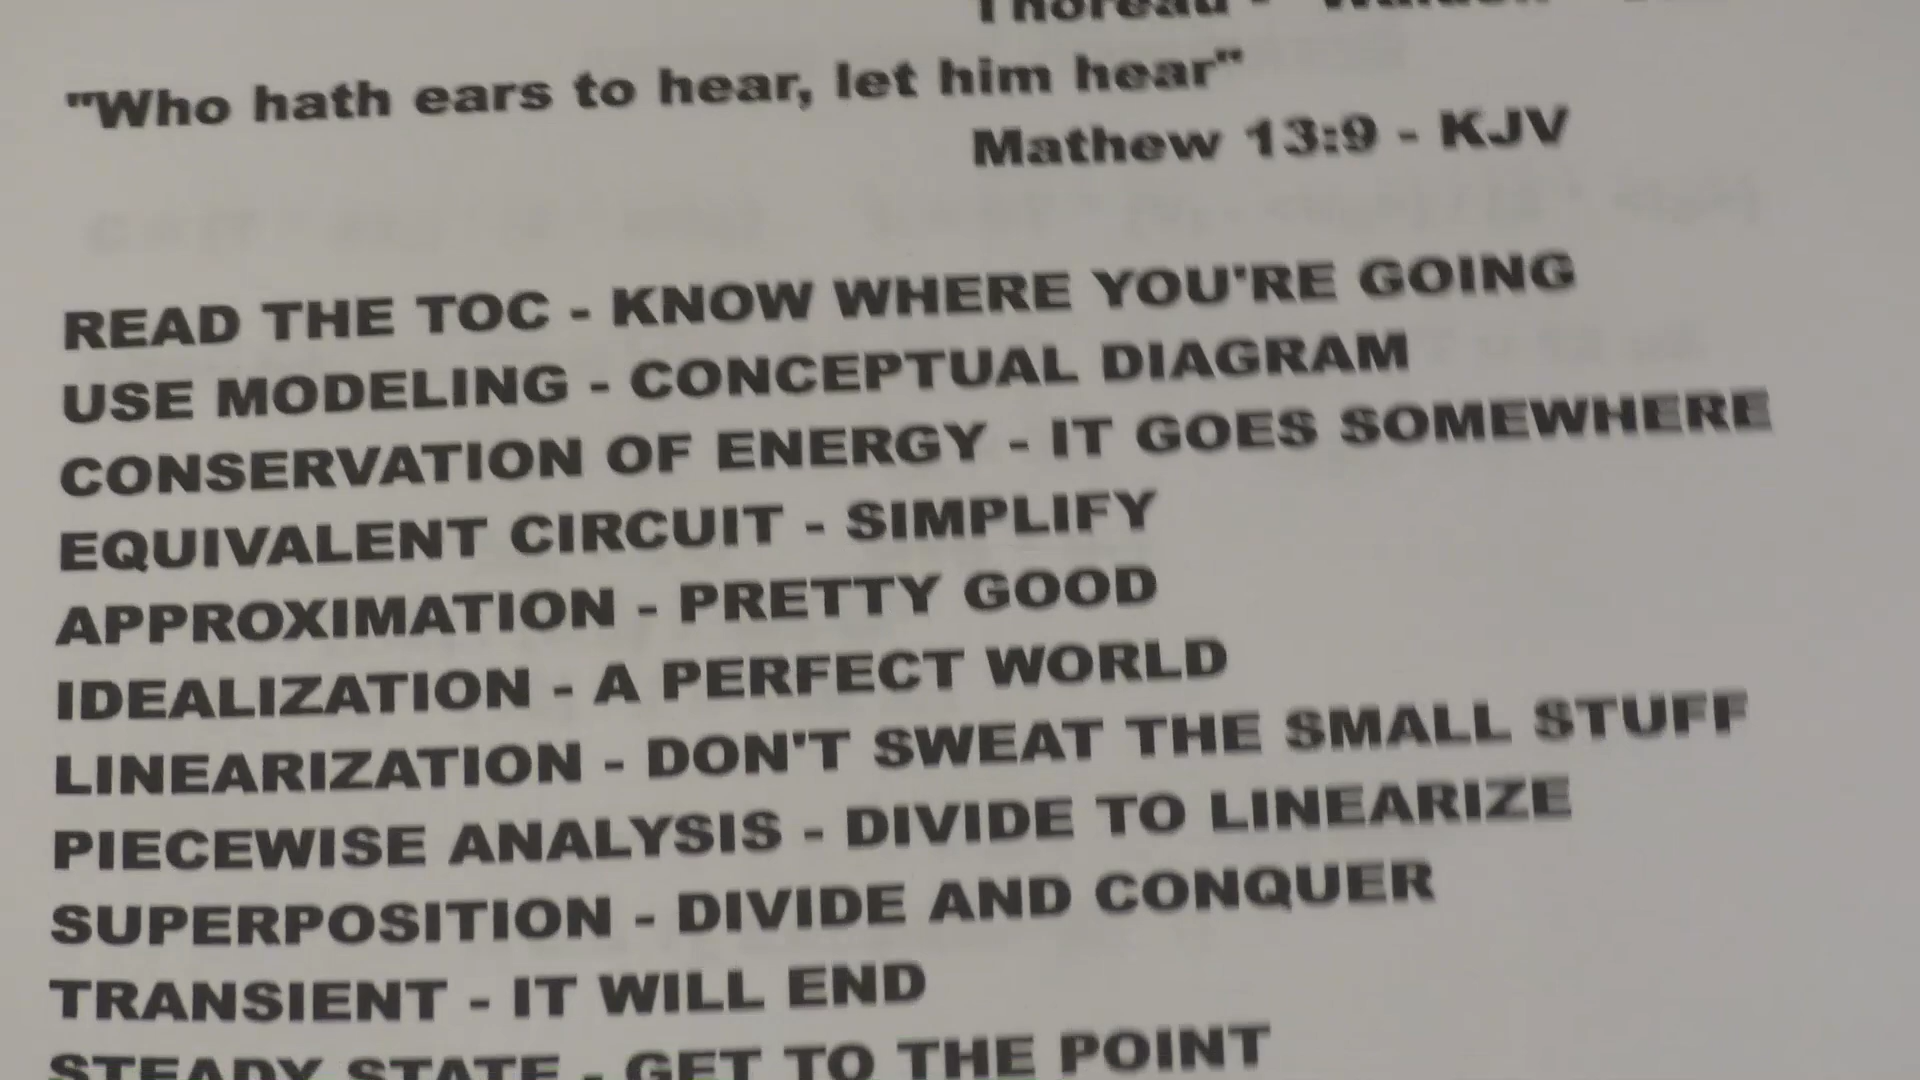 Thoreau - "Walden"
"Who hath ears to hear, let him hear"
Mathew 13:9 - KJV
READ THE TOC - KNOW WHERE YOU'RE GOING
USE MODELING - CONCEPTUAL DIAGRAM
CONSERVATION OF ENERGY - IT GOES SOMEWHERE
EQUIVALENT CIRCUIT - SIMPLIFY
APPROXIMATION - PRETTY GOOD
IDEALIZATION - A PERFECT WORLD
LINEARIZATION - DON'T SWEAT THE SMALL STUFF
PIECEWISE ANALYSIS - DIVIDE TO LINEARIZE
SUPERPOSITION - DIVIDE AND CONQUER
TRANSIENT - IT WILL END
STEADY STATE - GET TO THE POINT